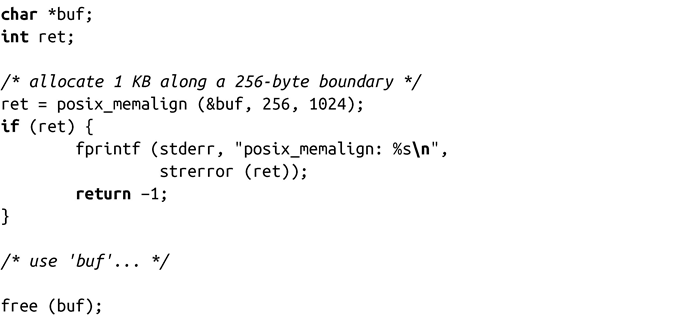 char *buf;
int ret;

/* allocate 1 KB along a 256-byte boundary */
ret = posix_memalign (&buf, 256, 1024);
if (ret) {
        fprintf (stderr, "posix_memalign: %s\n",
                 strerror (ret));
        return −1;
}

/* use 'buf'... */

free (buf);